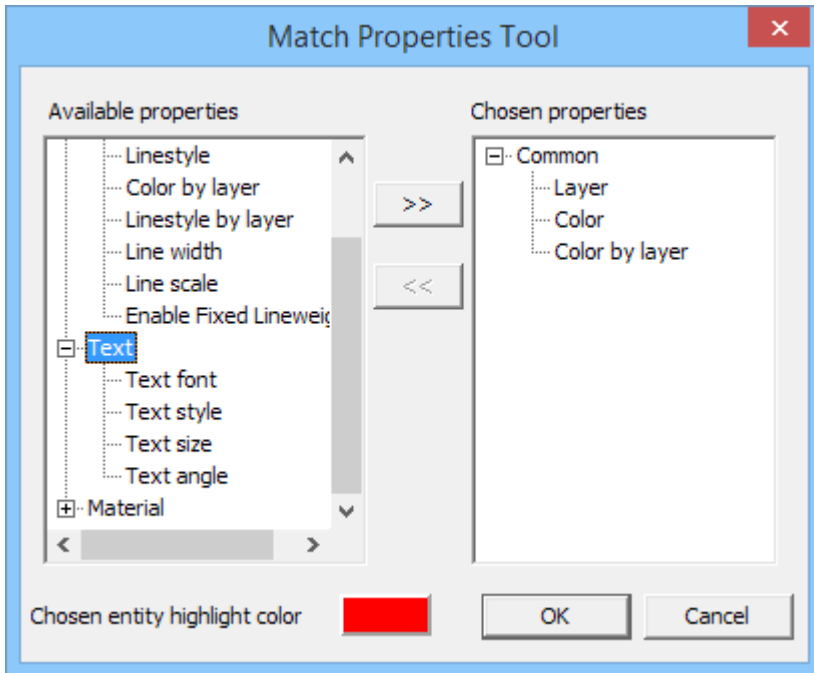 Match Properties Tool
Available properties
Linestyle
Color by layer
Linestyle by layer
Line width
Line scale
Enable Fixed Lineweig
Text
Text font
Text style
Text size
Text angle
Material
>>
<<
Chosen properties
Common
Layer
Color
Color by layer
Chosen entity highlight color
OK
Cancel